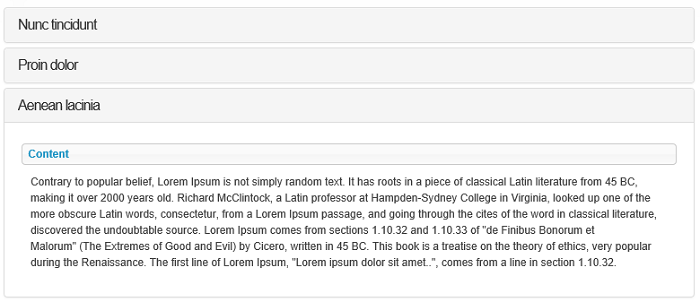 Nunc tincidunt
Proin dolor
Aenean lacinia
Content
Contrary to popular belief, Lorem Ipsum is not simply random text. It has roots in a piece of classical Latin literature from 45 BC,
making it over 2000 years old. Richard McClintock, a Latin professor at Hampden-Sydney College in Virginia, looked up one of the
more obscure Latin words, consectetur, from a Lorem Ipsum passage, and going through the cites of the word in classical literature,
discovered the undoubtable source. Lorem Ipsum comes from sections 1.10.32 and 1.10.33 of "de Finibus Bonorum et
Malorum" (The Extremes of Good and Evil) by Cicero, written in 45 BC. This book is a treatise on the theory of ethics, very popular
during the Renaissance. The first line of Lorem Ipsum, "Lorem ipsum dolor sit amet..", comes from a line in section 1.10.32.